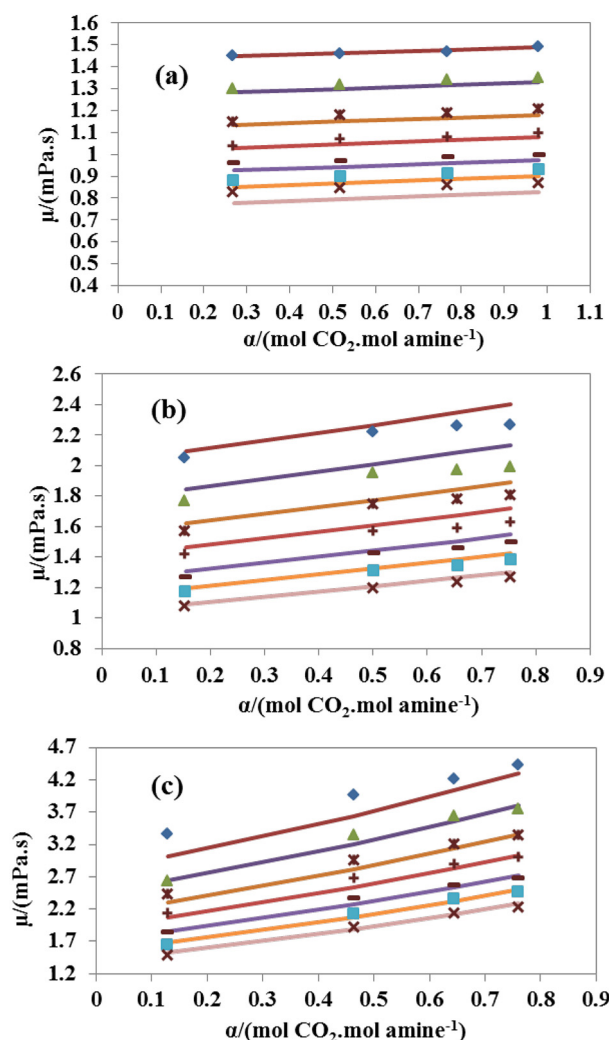 1.6
1.5
1.4
1.3
1.2
1.1
1
0.9
0.8
0.7
0.6
0.5
0.4
(a)
μ/(mPa.s)
0 0.1 0.2 0.3 0.4 0.5 0.6 0.7 0.8 0.9 1 1.1
α/(mol CO₂.mol amine⁻¹)
2.6
2.4
2.2
2
1.8
1.6
1.4
1.2
1
0.8
(b)
μ/(mPa.s)
0 0.1 0.2 0.3 0.4 0.5 0.6 0.7 0.8 0.9
α/(mol CO₂.mol amine⁻¹)
4.7
4.2
3.7
3.2
2.7
2.2
1.7
1.2
(c)
μ/(mPa.s)
0 0.1 0.2 0.3 0.4 0.5 0.6 0.7 0.8 0.9
α/(mol CO₂.mol amine⁻¹)